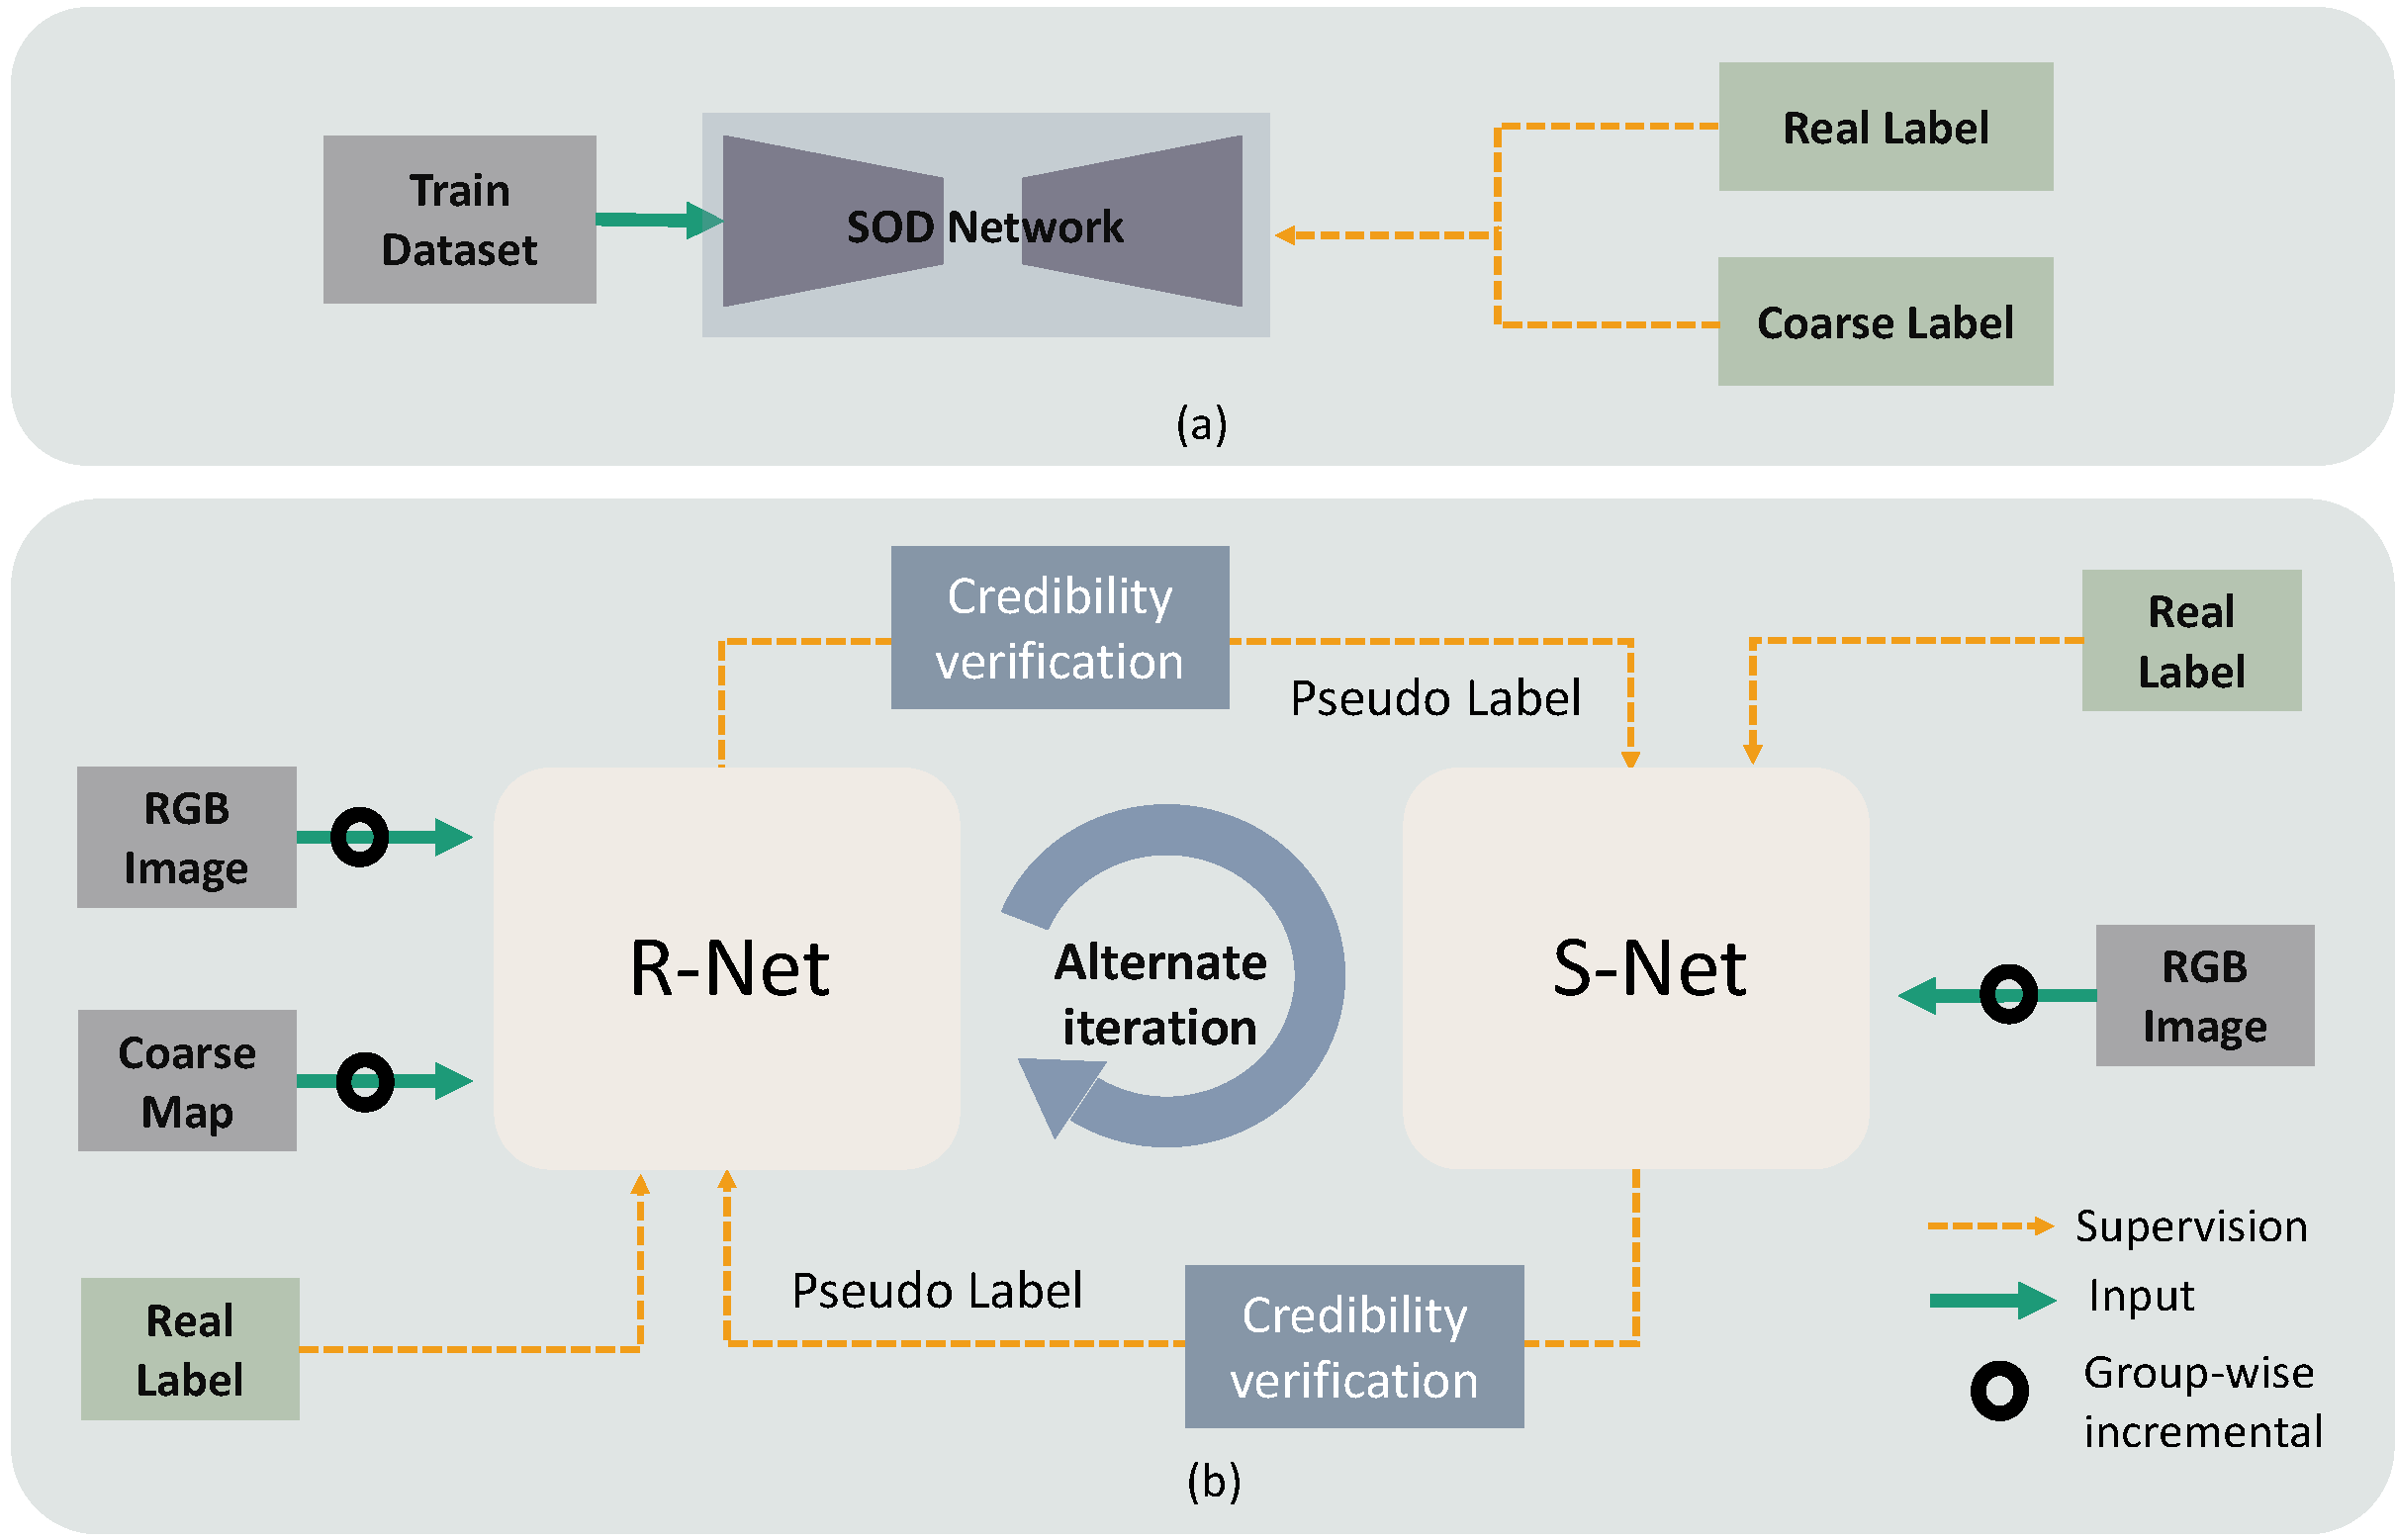 Train
Dataset
SOD Network
Real Label
Coarse Label
(a)
Credibility
verification
Pseudo Label
Real
Label
RGB
Image
Coarse
Map
R-Net
Alternate
iteration
S-Net
RGB
Image
Real
Label
Pseudo Label
Credibility
verification
Supervision
Input
Group-wise
incremental
(b)